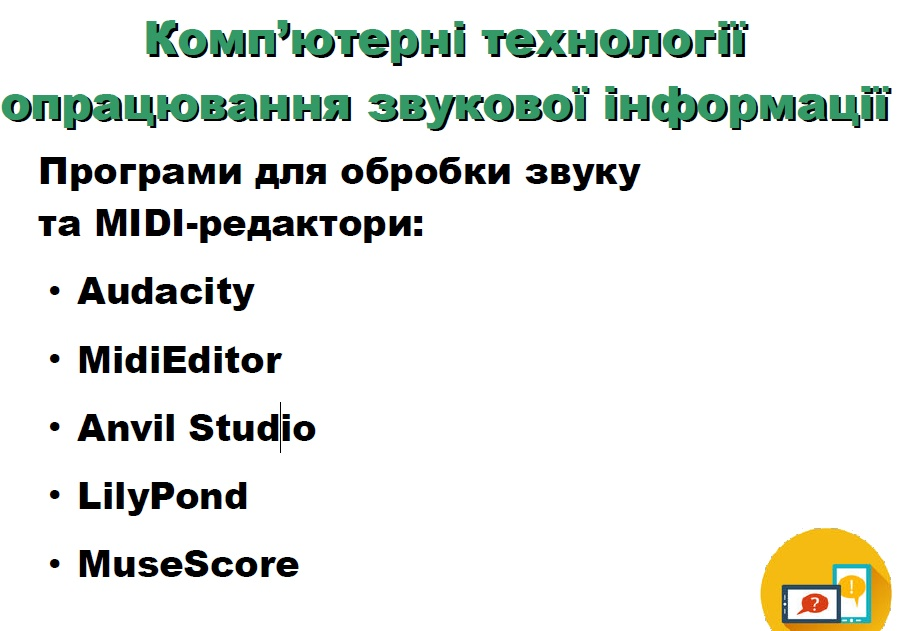 Комп’ютерні технології
опрацювання звукової інформації
Програми для обробки звуку
та MIDI-редактори:
• Audacity
• MidiEditor
• Anvil Studio
• LilyPond
• MuseScore
? !